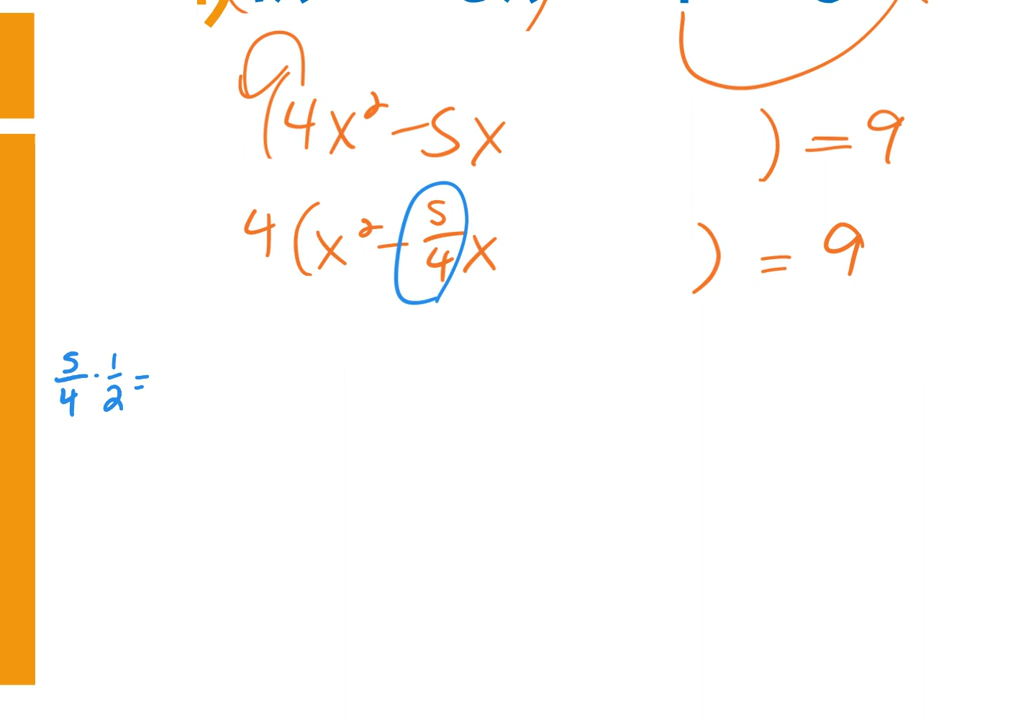 (4x² - 5x ) = 9
4(x² - 5/4 x ) = 9
5/4 · 1/2 =